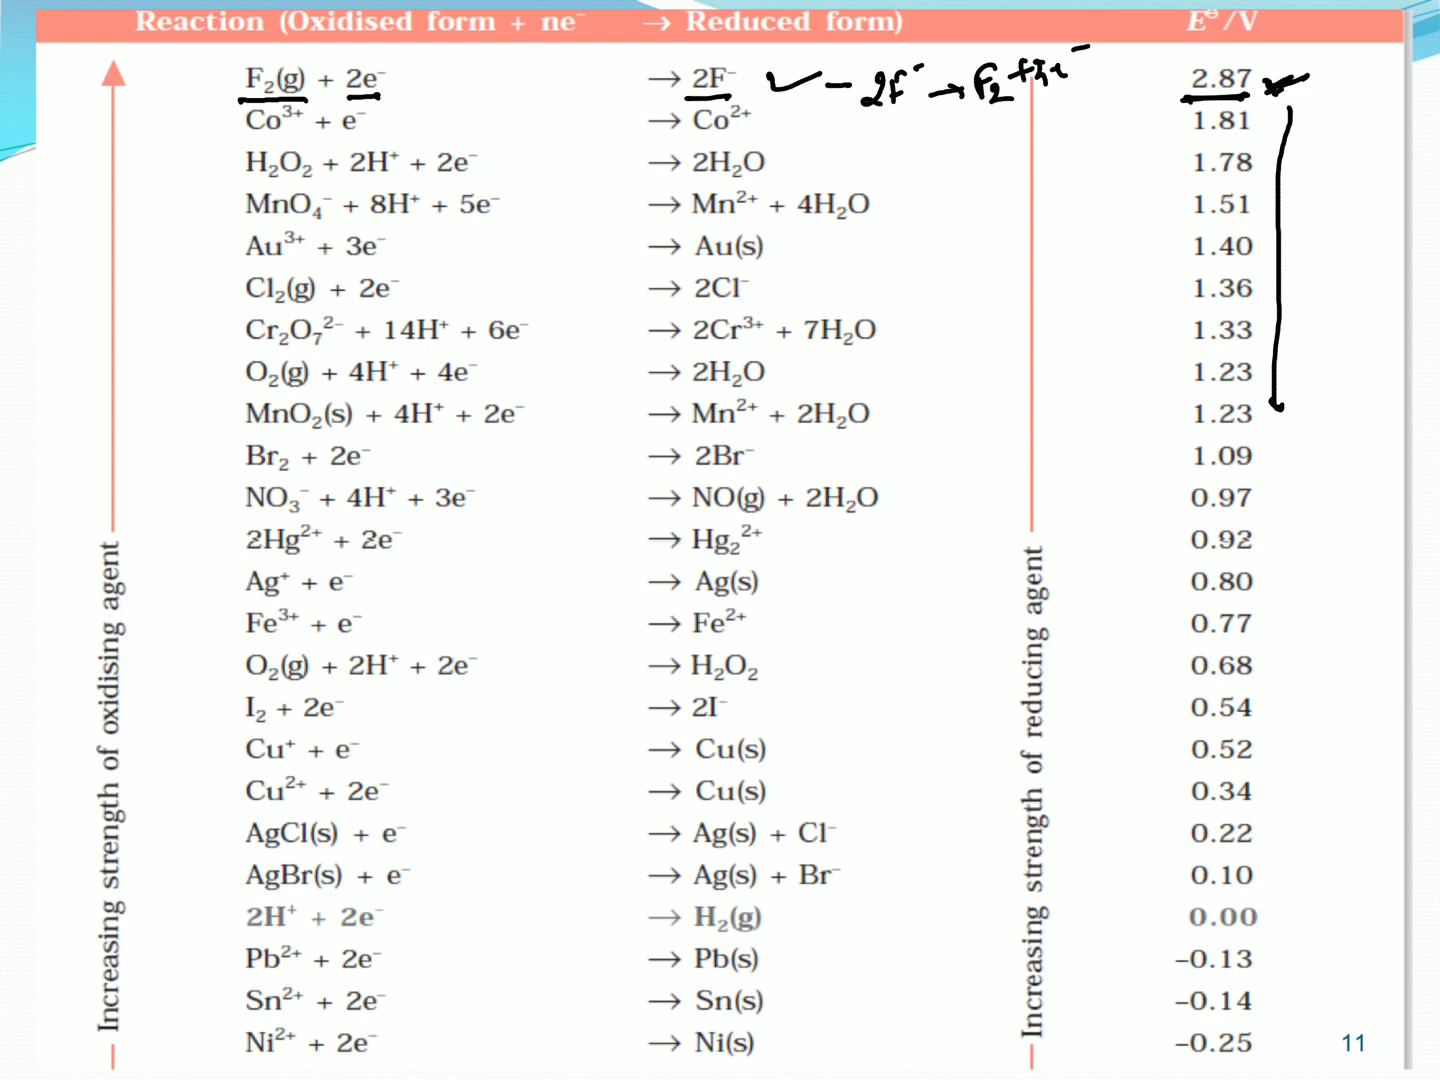 Reaction (Oxidised form + ne⁻ → Reduced form) E⊖/V
F₂(g) + 2e⁻ → 2F⁻ – 2F⁻ → F₂ + 2e⁻ 2.87
Co³⁺ + e⁻ → Co²⁺ 1.81
H₂O₂ + 2H⁺ + 2e⁻ → 2H₂O 1.78
MnO₄⁻ + 8H⁺ + 5e⁻ → Mn²⁺ + 4H₂O 1.51
Au³⁺ + 3e⁻ → Au(s) 1.40
Cl₂(g) + 2e⁻ → 2Cl⁻ 1.36
Cr₂O₇²⁻ + 14H⁺ + 6e⁻ → 2Cr³⁺ + 7H₂O 1.33
O₂(g) + 4H⁺ + 4e⁻ → 2H₂O 1.23
MnO₂(s) + 4H⁺ + 2e⁻ → Mn²⁺ + 2H₂O 1.23
Br₂ + 2e⁻ → 2Br⁻ 1.09
NO₃⁻ + 4H⁺ + 3e⁻ → NO(g) + 2H₂O 0.97
2Hg²⁺ + 2e⁻ → Hg₂²⁺ 0.92
Ag⁺ + e⁻ → Ag(s) 0.80
Fe³⁺ + e⁻ → Fe²⁺ 0.77
O₂(g) + 2H⁺ + 2e⁻ → H₂O₂ 0.68
I₂ + 2e⁻ → 2I⁻ 0.54
Cu⁺ + e⁻ → Cu(s) 0.52
Cu²⁺ + 2e⁻ → Cu(s) 0.34
AgCl(s) + e⁻ → Ag(s) + Cl⁻ 0.22
AgBr(s) + e⁻ → Ag(s) + Br⁻ 0.10
2H⁺ + 2e⁻ → H₂(g) 0.00
Pb²⁺ + 2e⁻ → Pb(s) –0.13
Sn²⁺ + 2e⁻ → Sn(s) –0.14
Ni²⁺ + 2e⁻ → Ni(s) –0.25
Increasing strength of oxidising agent
Increasing strength of reducing agent
11